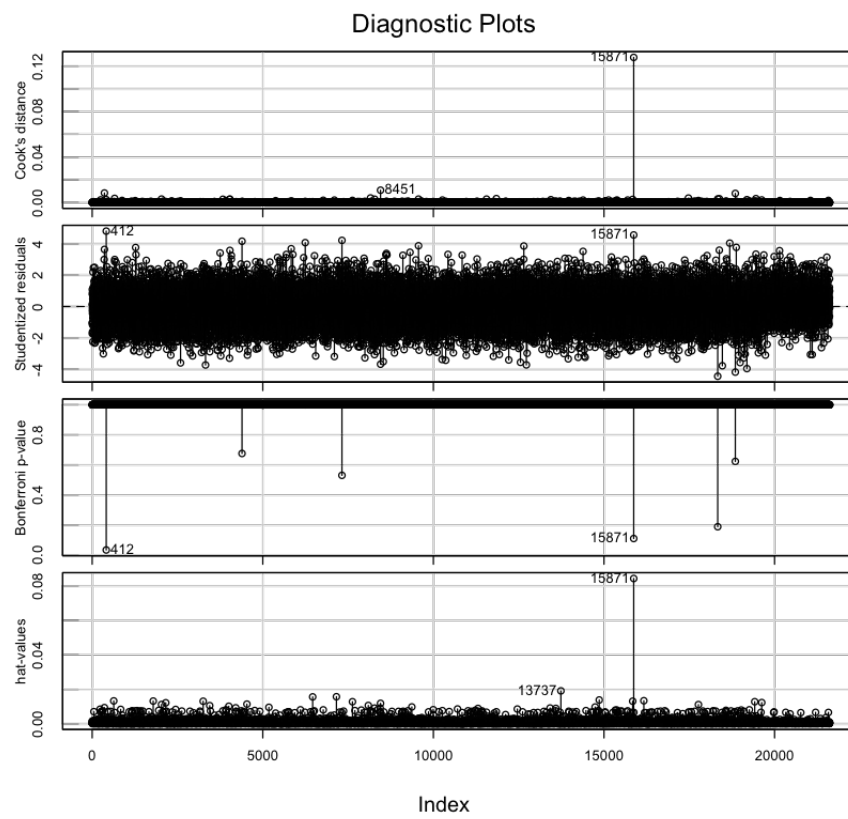 Diagnostic Plots
Cook's distance
0.00 0.04 0.08 0.12
15871
8451
Studentized residuals
-4 -2 0 2 4
412
15871
Bonferroni p-value
0.0 0.4 0.8
412
15871
hat-values
0.00 0.04 0.08
15871
13737
0 5000 10000 15000 20000
Index